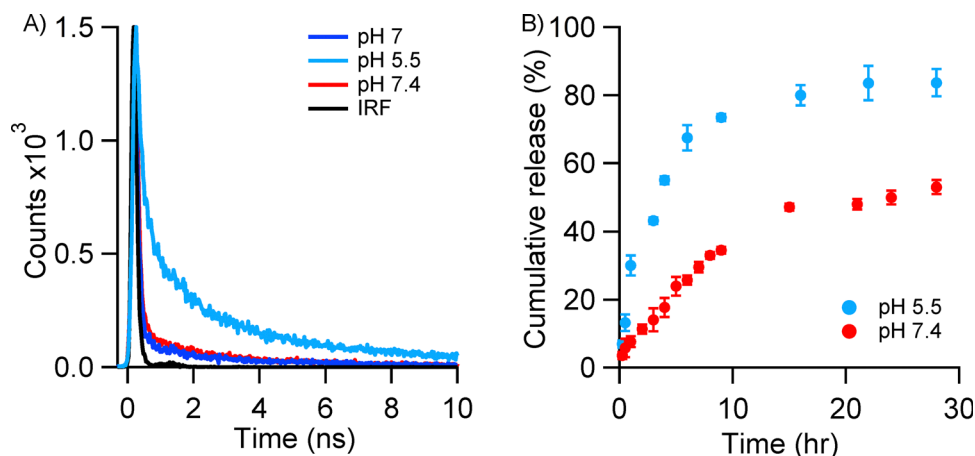 A)
Counts x10³
1.5
1.0
0.5
0.0
pH 7
pH 5.5
pH 7.4
IRF
0 2 4 6 8 10
Time (ns)
B)
Cumulative release (%)
100
80
60
40
20
0
pH 5.5
pH 7.4
0 10 20 30
Time (hr)